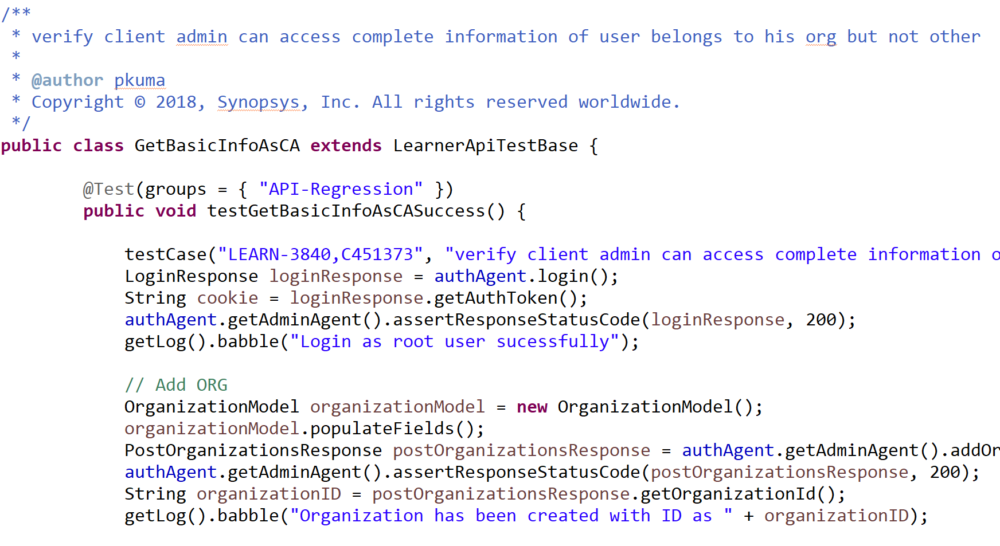 /**
 * verify client admin can access complete information of user belongs to his org but not other
 *
 * @author pkuma
 * Copyright © 2018, Synopsys, Inc. All rights reserved worldwide.
 */
public class GetBasicInfoAsCA extends LearnerApiTestBase {
@Test(groups = { "API-Regression" })
public void testGetBasicInfoAsCASuccess() {
testCase("LEARN-3840,C451373", "verify client admin can access complete information o
LoginResponse loginResponse = authAgent.login();
String cookie = loginResponse.getAuthToken();
authAgent.getAdminAgent().assertResponseStatusCode(loginResponse, 200);
getLog().babble("Login as root user sucessfully");
// Add ORG
OrganizationModel organizationModel = new OrganizationModel();
organizationModel.populateFields();
PostOrganizationsResponse postOrganizationsResponse = authAgent.getAdminAgent().addOr
authAgent.getAdminAgent().assertResponseStatusCode(postOrganizationsResponse, 200);
String organizationID = postOrganizationsResponse.getOrganizationId();
getLog().babble("Organization has been created with ID as " + organizationID);